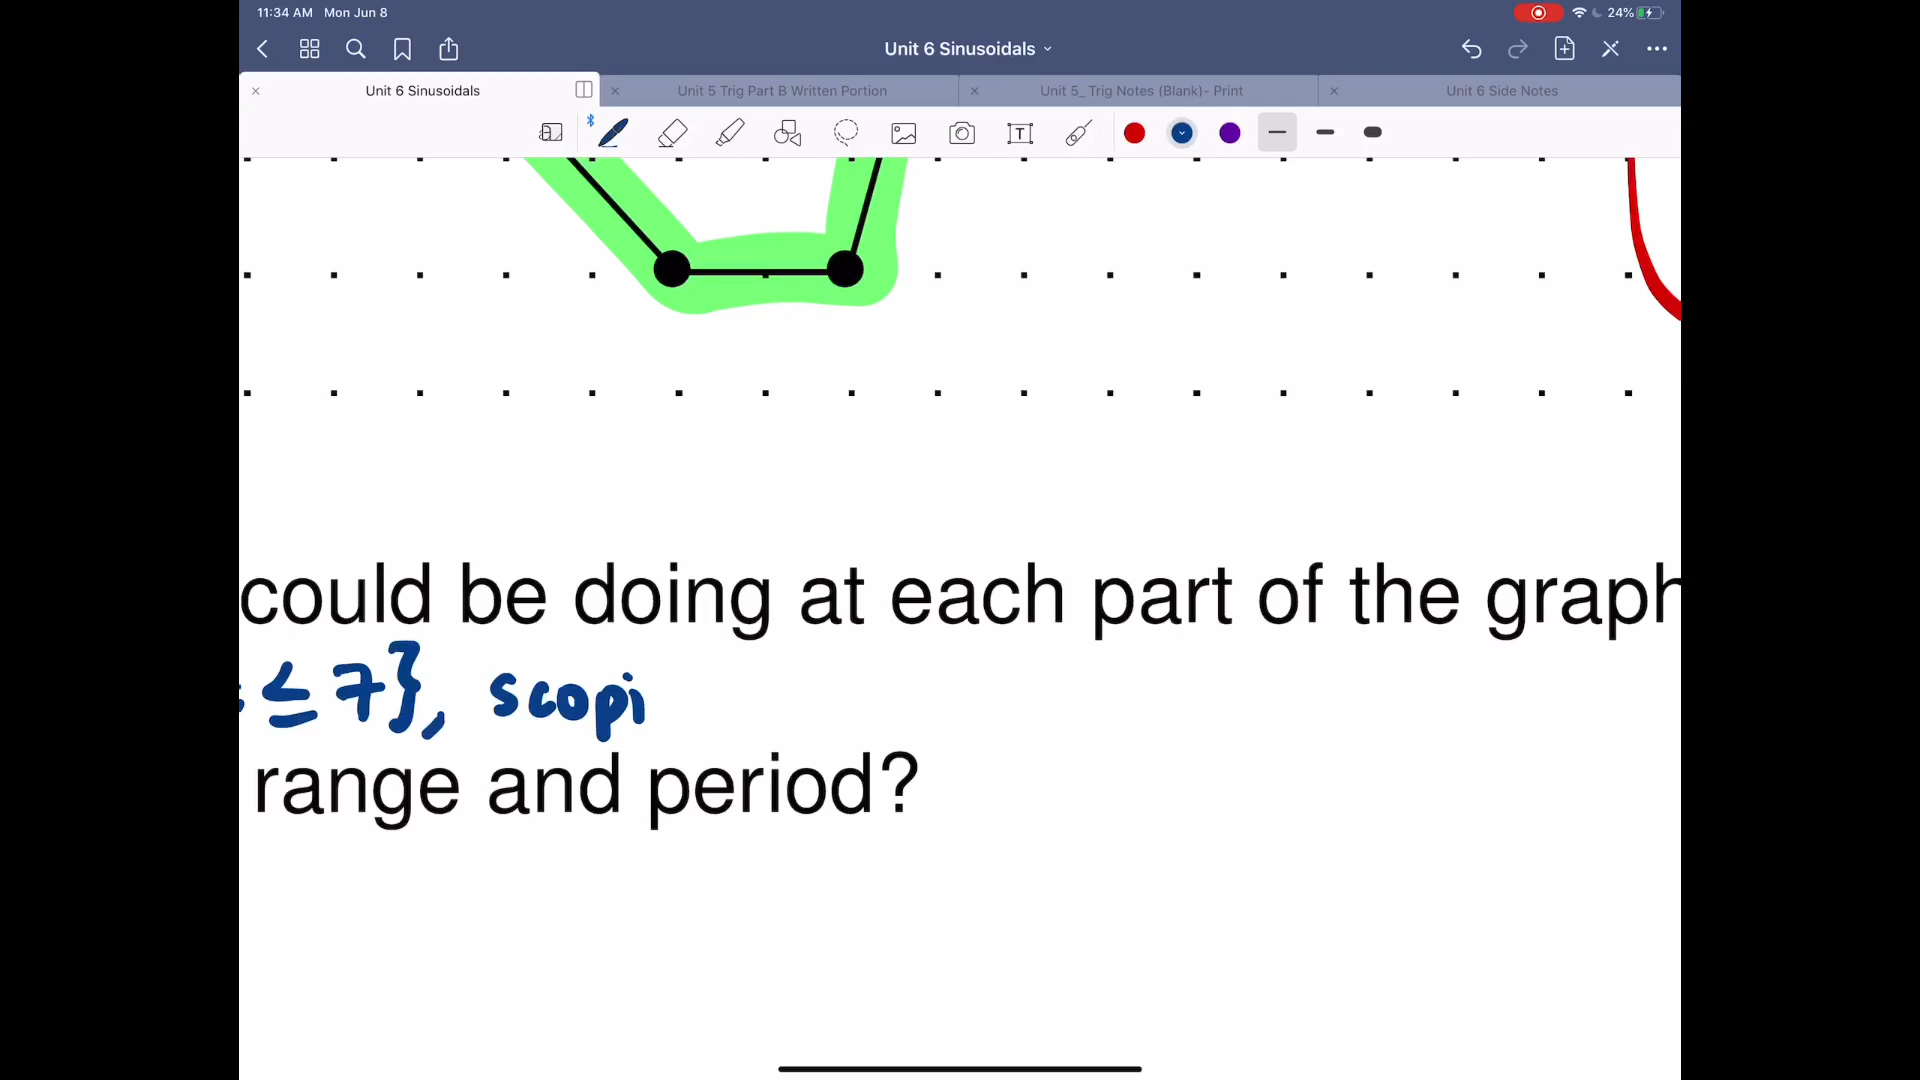 11:34 AM Mon Jun 8
24%
Unit 6 Sinusoidals
Unit 6 Sinusoidals
Unit 5 Trig Part B Written Portion
Unit 5_ Trig Notes (Blank)- Print
Unit 6 Side Notes
T
could be doing at each part of the graph
≤ 7}, scopi
range and period?